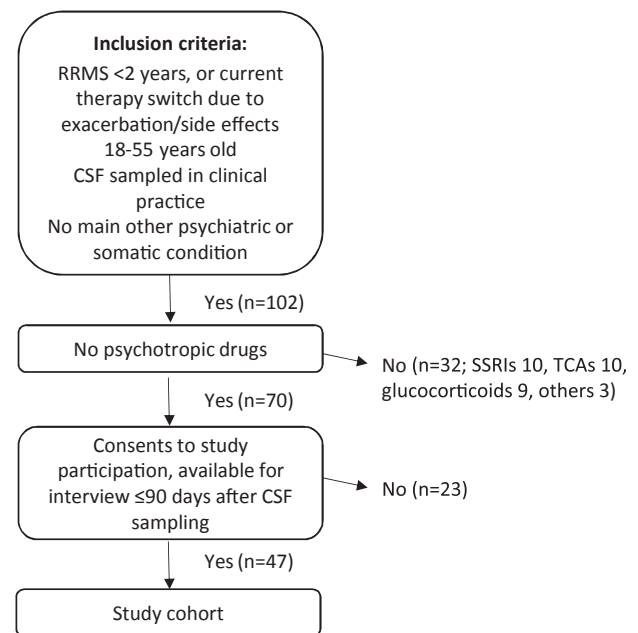 Inclusion criteria:
RRMS <2 years, or current
therapy switch due to
exacerbation/side effects
18-55 years old
CSF sampled in clinical
practice
No main other psychiatric or
somatic condition
Yes (n=102)
No psychotropic drugs
No (n=32; SSRIs 10, TCAs 10,
glucocorticoids 9, others 3)
Yes (n=70)
Consents to study
participation, available for
interview ≤90 days after CSF
sampling
No (n=23)
Yes (n=47)
Study cohort